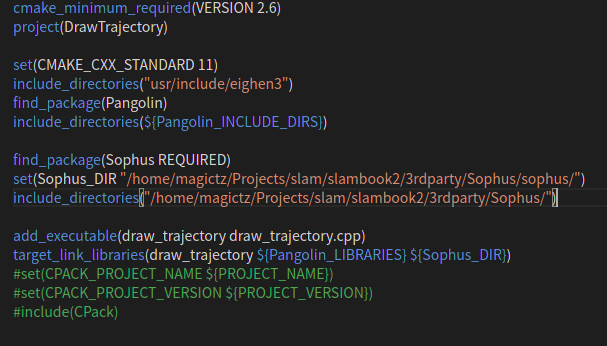 cmake_minimum_required(VERSION 2.6)
project(DrawTrajectory)
set(CMAKE_CXX_STANDARD 11)
include_directories("usr/include/eighen3")
find_package(Pangolin)
include_directories(${Pangolin_INCLUDE_DIRS})
find_package(Sophus REQUIRED)
set(Sophus_DIR "/home/magictz/Projects/slam/slambook2/3rdparty/Sophus/sophus/")
include_directories("/home/magictz/Projects/slam/slambook2/3rdparty/Sophus/")
add_executable(draw_trajectory draw_trajectory.cpp)
target_link_libraries(draw_trajectory ${Pangolin_LIBRARIES} ${Sophus_DIR})
#set(CPACK_PROJECT_NAME ${PROJECT_NAME})
#set(CPACK_PROJECT_VERSION ${PROJECT_VERSION})
#include(CPack)